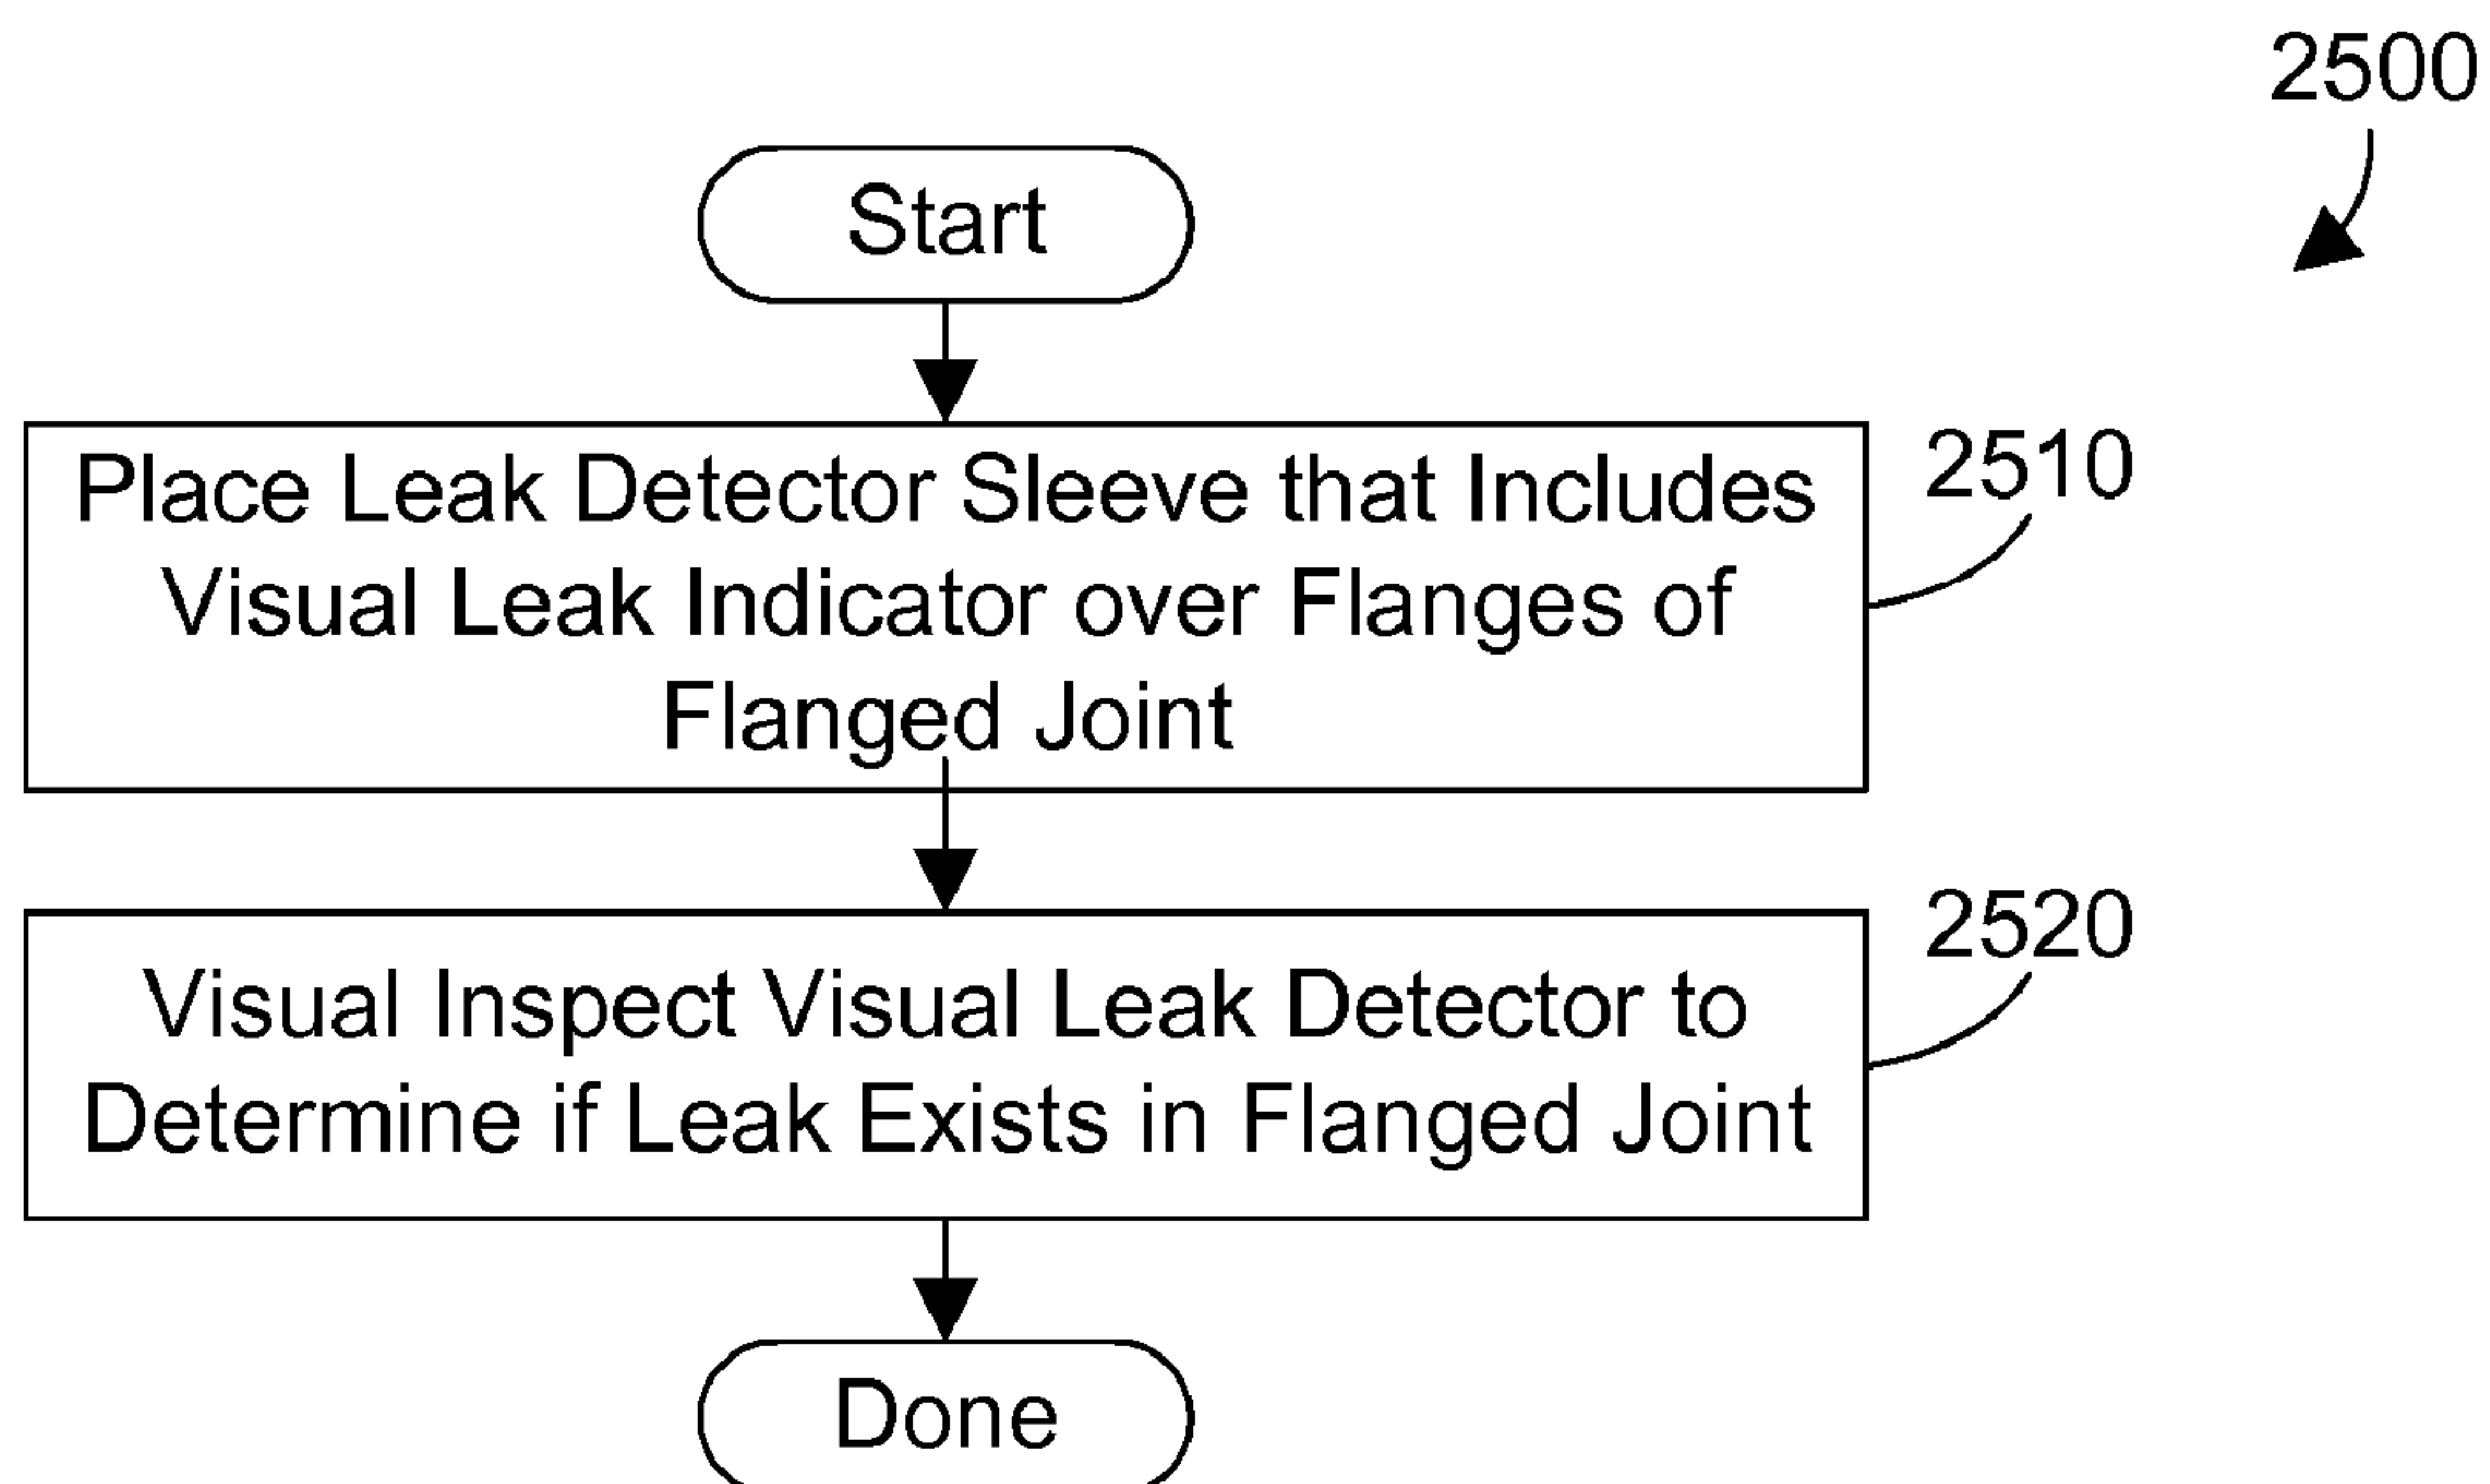 2500
Start
Place Leak Detector Sleeve that Includes
Visual Leak Indicator over Flanges of
Flanged Joint
2510
Visual Inspect Visual Leak Detector to
Determine if Leak Exists in Flanged Joint
2520
Done